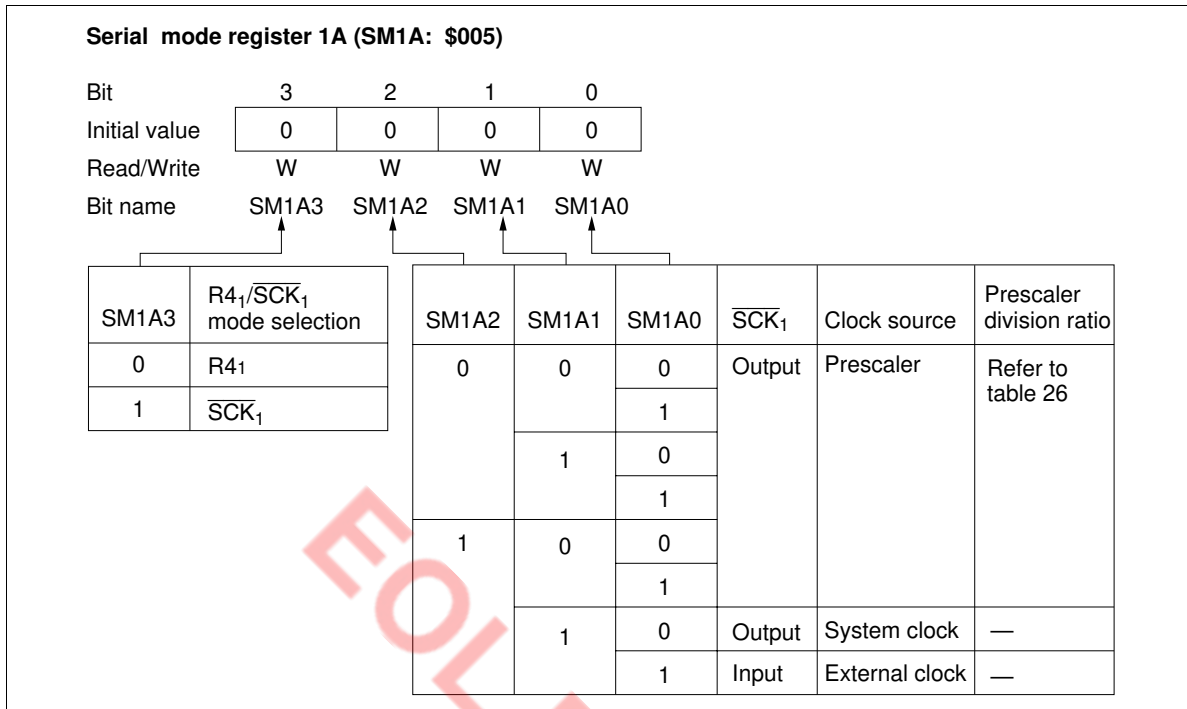 Serial mode register 1A (SM1A: $005)
Bit 3 2 1 0
Initial value 0 0 0 0
Read/Write W W W W
Bit name SM1A3 SM1A2 SM1A1 SM1A0
SM1A3 R4₁/S̅C̅K̅₁ mode selection
0 R4₁
1 S̅C̅K̅₁
SM1A2 SM1A1 SM1A0 S̅C̅K̅₁ Clock source Prescaler division ratio
0 0 0 Output Prescaler Refer to table 26
1
1 0
1
1 0 0
1
1 0 Output System clock —
1 Input External clock —
EOL